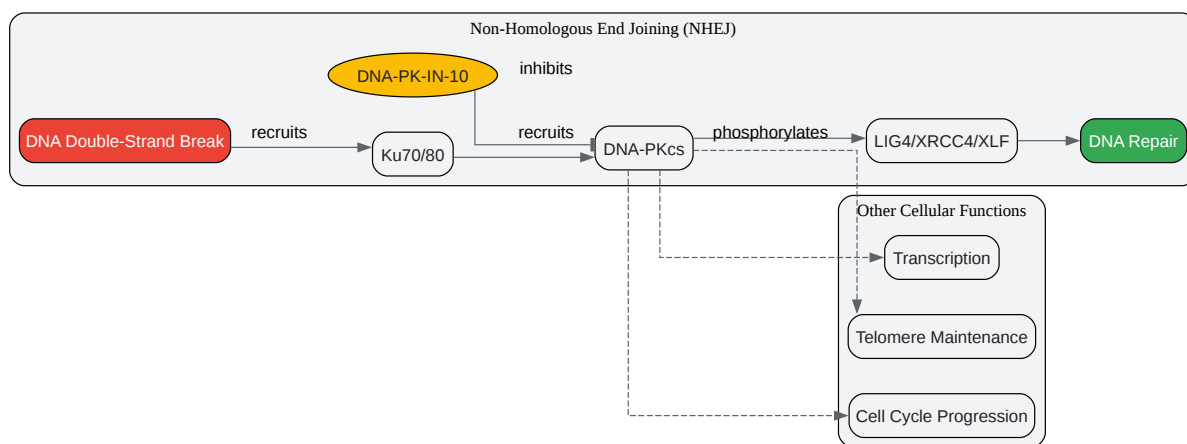 Non-Homologous End Joining (NHEJ)
DNA-PK-IN-10
inhibits
DNA Double-Strand Break
recruits
Ku70/80
recruits
DNA-PKcs
phosphorylates
LIG4/XRCC4/XLF
DNA Repair
Other Cellular Functions
Transcription
Telomere Maintenance
Cell Cycle Progression